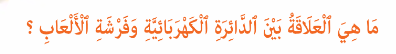 مَا هِيَ ٱلْعَلَاقَةُ بَيْنَ ٱلدَّائِرَةِ ٱلْكَهْرَبَائِيَّةِ وَفَرْشَةِ ٱلْأَلْعَابِ ؟